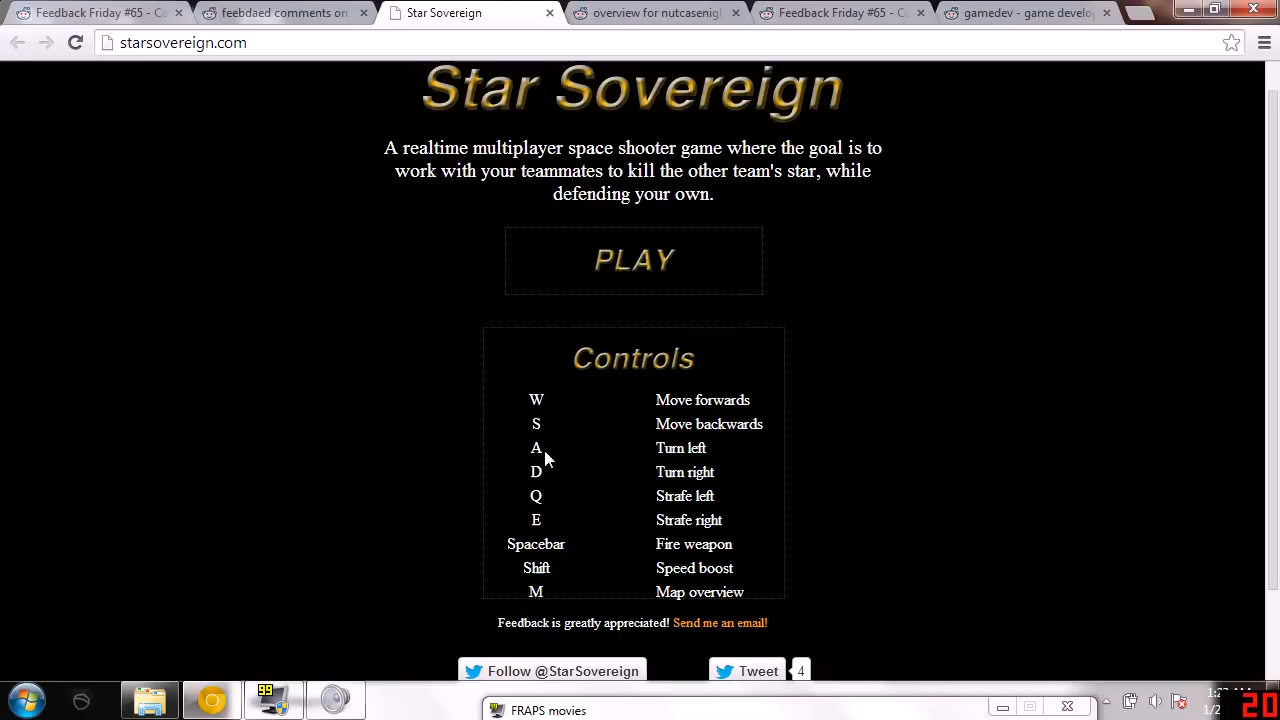 Feedback Friday #65 - C
feebdaed comments on
Star Sovereign
overview for nutcasenigh
Feedback Friday #65 - C
gamedev - game develo
starsovereign.com
Star Sovereign
A realtime multiplayer space shooter game where the goal is to
work with your teammates to kill the other team's star, while
defending your own.
PLAY
Controls
W Move forwards
S Move backwards
A Turn left
D Turn right
Q Strafe left
E Strafe right
Spacebar Fire weapon
Shift Speed boost
M Map overview
Feedback is greatly appreciated! Send me an email!
Follow @StarSovereign
Tweet 4
99
FRAPS movies
20